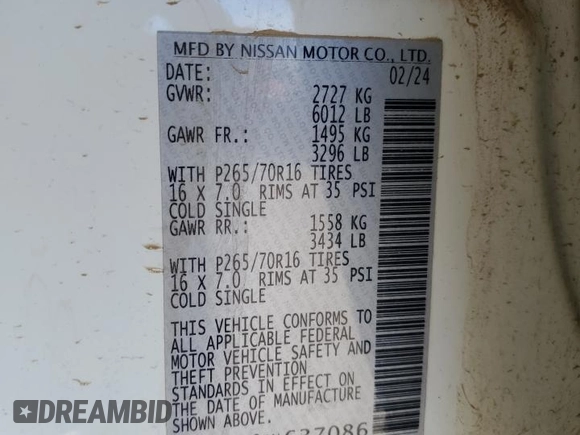 MFD BY NISSAN MOTOR CO., LTD.
DATE: 02/24
GVWR: 2727 KG
6012 LB
GAWR FR.: 1495 KG
3296 LB
WITH P265/70R16 TIRES
16 X 7.0 RIMS AT 35 PSI
COLD SINGLE
GAWR RR.: 1558 KG
3434 LB
WITH P265/70R16 TIRES
16 X 7.0 RIMS AT 35 PSI
COLD SINGLE
THIS VEHICLE CONFORMS TO
ALL APPLICABLE FEDERAL
MOTOR VEHICLE SAFETY AND
THEFT PREVENTION
STANDARDS IN EFFECT ON
THE DATE OF MANUFACTURE
SHOWN ABOVE.
DREAMBID